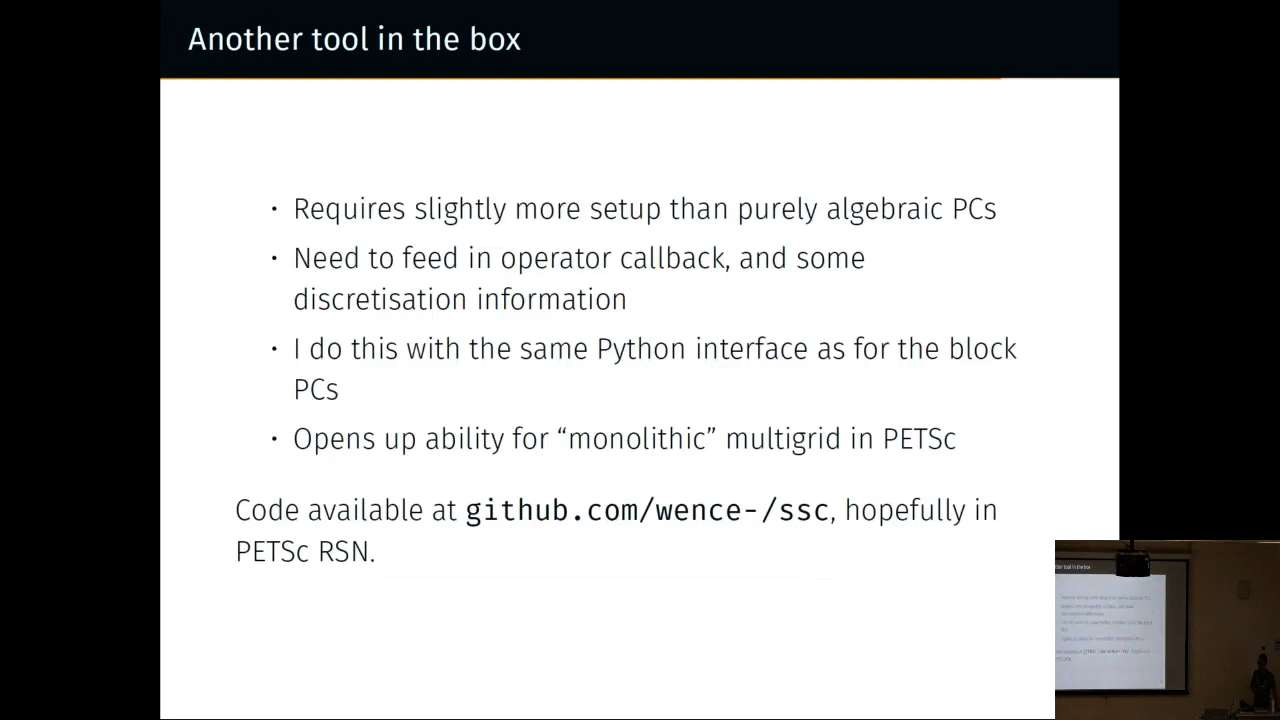 Another tool in the box
· Requires slightly more setup than purely algebraic PCs
· Need to feed in operator callback, and some
discretisation information
· I do this with the same Python interface as for the block
PCs
· Opens up ability for “monolithic” multigrid in PETSc
Code available at github.com/wence-/ssc, hopefully in
PETSc RSN.